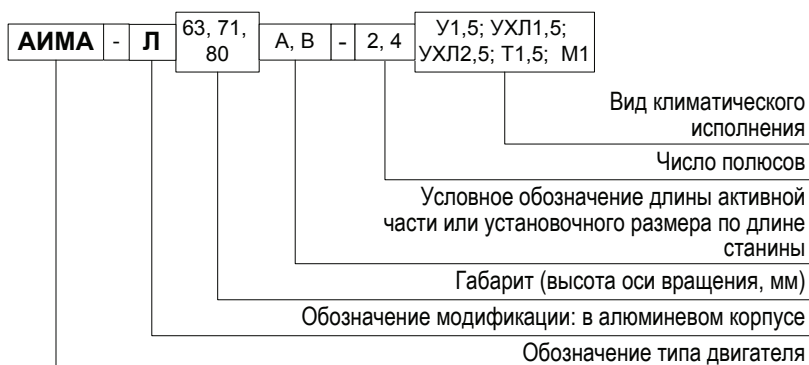 АИМА - Л 63, 71, 80 А, В - 2, 4 У1,5; УХЛ1,5; УХЛ2,5; Т1,5; М1
Вид климатического
исполнения
Число полюсов
Условное обозначение длины активной
части или установочного размера по длине
станины
Габарит (высота оси вращения, мм)
Обозначение модификации: в алюминевом корпусе
Обозначение типа двигателя